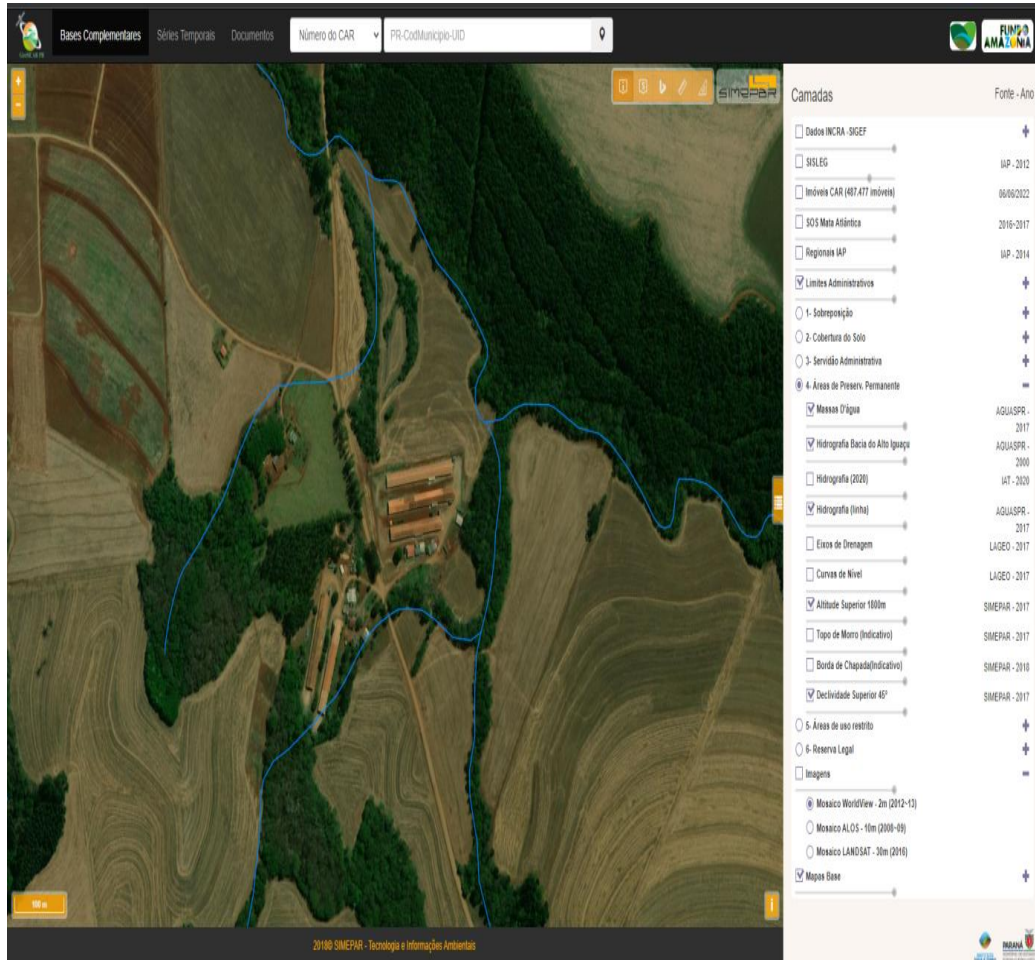 Bases Complementares
Séries Temporais
Documentos
Número do CAR
PR-CodMunicipio-UID
FUNDO
AMAZONIA
+
-
SIMEPAR
Camadas Fonte - Ano
Dados INCRA -SIGEF
SISLEG IAP - 2012
Imóveis CAR (487.477 imóveis) 06/06/2022
SOS Mata Atlântica 2016~2017
Regionais IAP IAP - 2014
Limites Administrativos
1- Sobreposição
2- Cobertura do Solo
3- Servidão Administrativa
4- Áreas de Preserv. Permanente
Massas D'água AGUASPR -
2017
Hidrografia Bacia do Alto Iguaçu AGUASPR -
2000
Hidrografia (2020) IAT - 2020
Hidrografia (linha) AGUASPR -
2017
Eixos de Drenagem LAGEO - 2017
Curvas de Nível LAGEO - 2017
Altitude Superior 1800m SIMEPAR - 2017
Topo de Morro (Indicativo) SIMEPAR - 2017
Borda de Chapada(Indicativo) SIMEPAR - 2018
Declividade Superior 45º SIMEPAR - 2017
5- Áreas de uso restrito
6- Reserva Legal
Imagens
Mosaico WorldView - 2m (2012~13)
Mosaico ALOS - 10m (2008~09)
Mosaico LANDSAT - 30m (2016)
Mapas Base
100 m
i
2018© SIMEPAR - Tecnologia e Informações Ambientais
PARANÁ